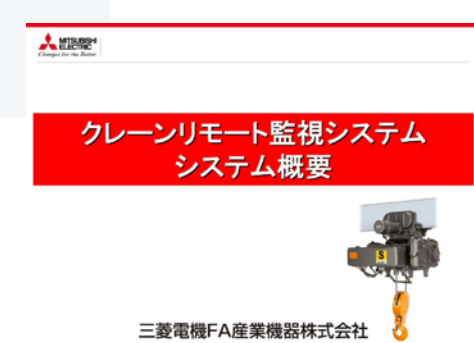 MITSUBISHI
ELECTRIC
Changes for the Better
クレーンリモート監視システム
システム概要
S
三菱電機FA産業機器株式会社